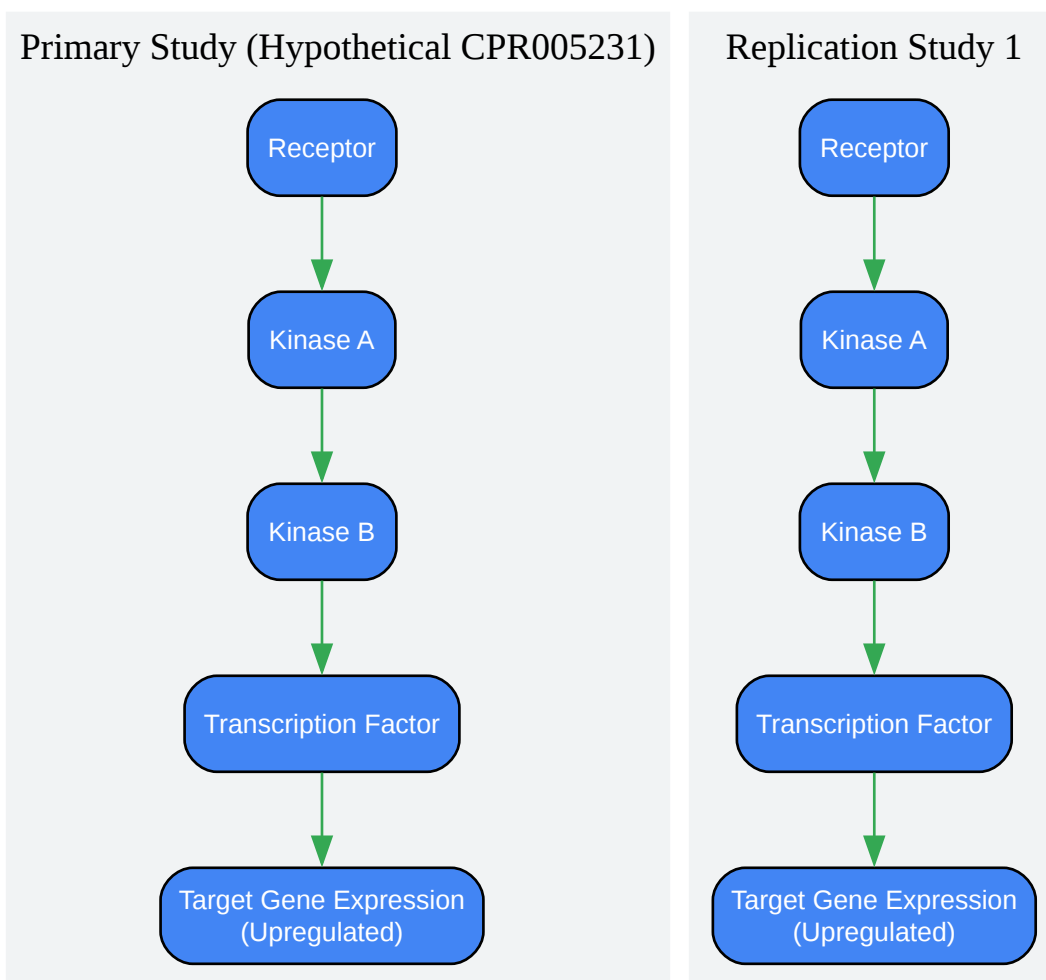 Primary Study (Hypothetical CPR005231)
Receptor
Kinase A
Kinase B
Transcription Factor
Target Gene Expression
(Upregulated)
Replication Study 1
Receptor
Kinase A
Kinase B
Transcription Factor
Target Gene Expression
(Upregulated)